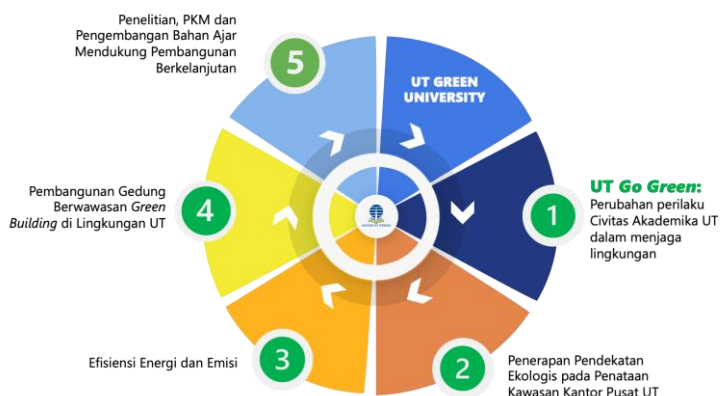 UT GREEN
UNIVERSITY
1
UT Go Green:
Perubahan perilaku
Civitas Akademika UT
dalam menjaga
lingkungan
2
Penerapan Pendekatan
Ekologis pada Penataan
Kawasan Kantor Pusat UT
3
Efisiensi Energi dan Emisi
4
Pembangunan Gedung
Berwawasan Green
Building di Lingkungan UT
5
Penelitian, PKM dan
Pengembangan Bahan Ajar
Mendukung Pembangunan
Berkelanjutan